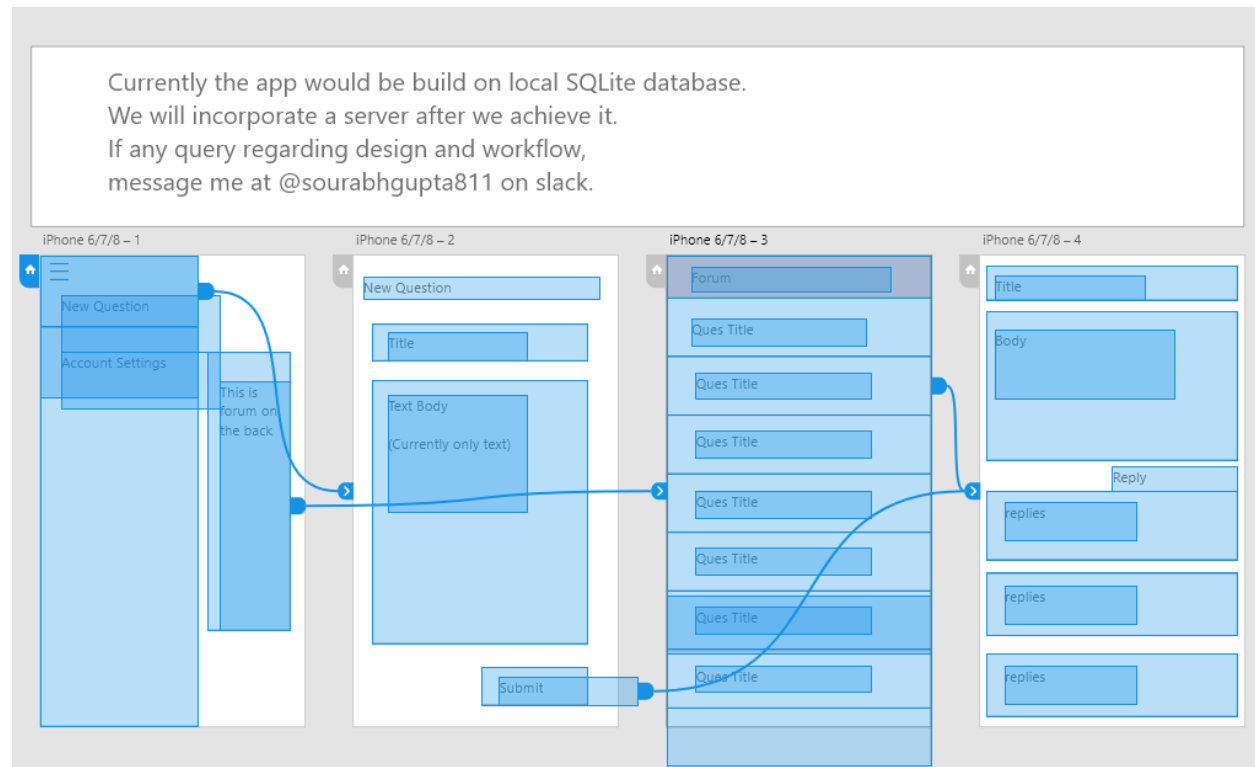 Currently the app would be build on local SQLite database.
We will incorporate a server after we achieve it.
If any query regarding design and workflow,
message me at @sourabhgupta811 on slack.
iPhone 6/7/8 – 1
New Question
Account Settings
This is
forum on
the back
iPhone 6/7/8 – 2
New Question
Title
Text Body
(Currently only text)
Submit
iPhone 6/7/8 – 3
Forum
Ques Title
Ques Title
Ques Title
Ques Title
Ques Title
Ques Title
Ques Title
iPhone 6/7/8 – 4
Title
Body
Reply
replies
replies
replies